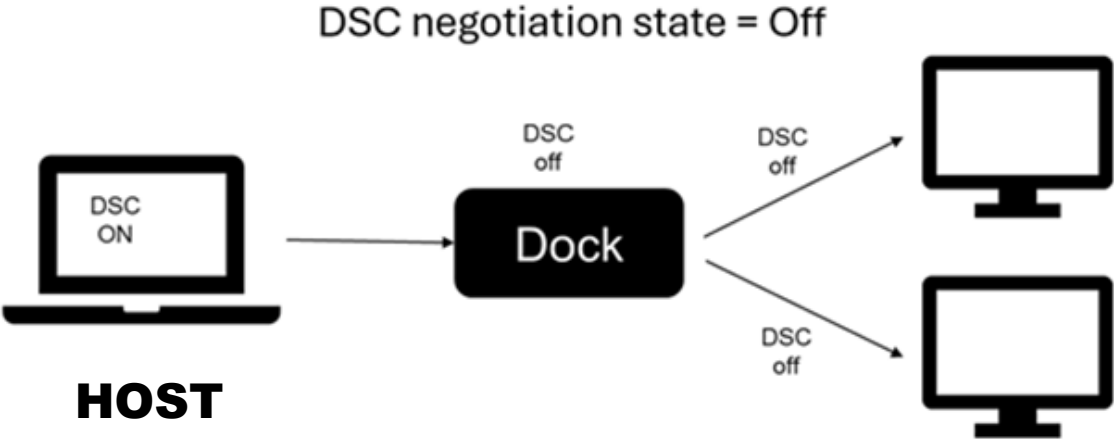 DSC negotiation state = Off
DSC
ON
HOST
DSC
off
Dock
DSC
off
DSC
off